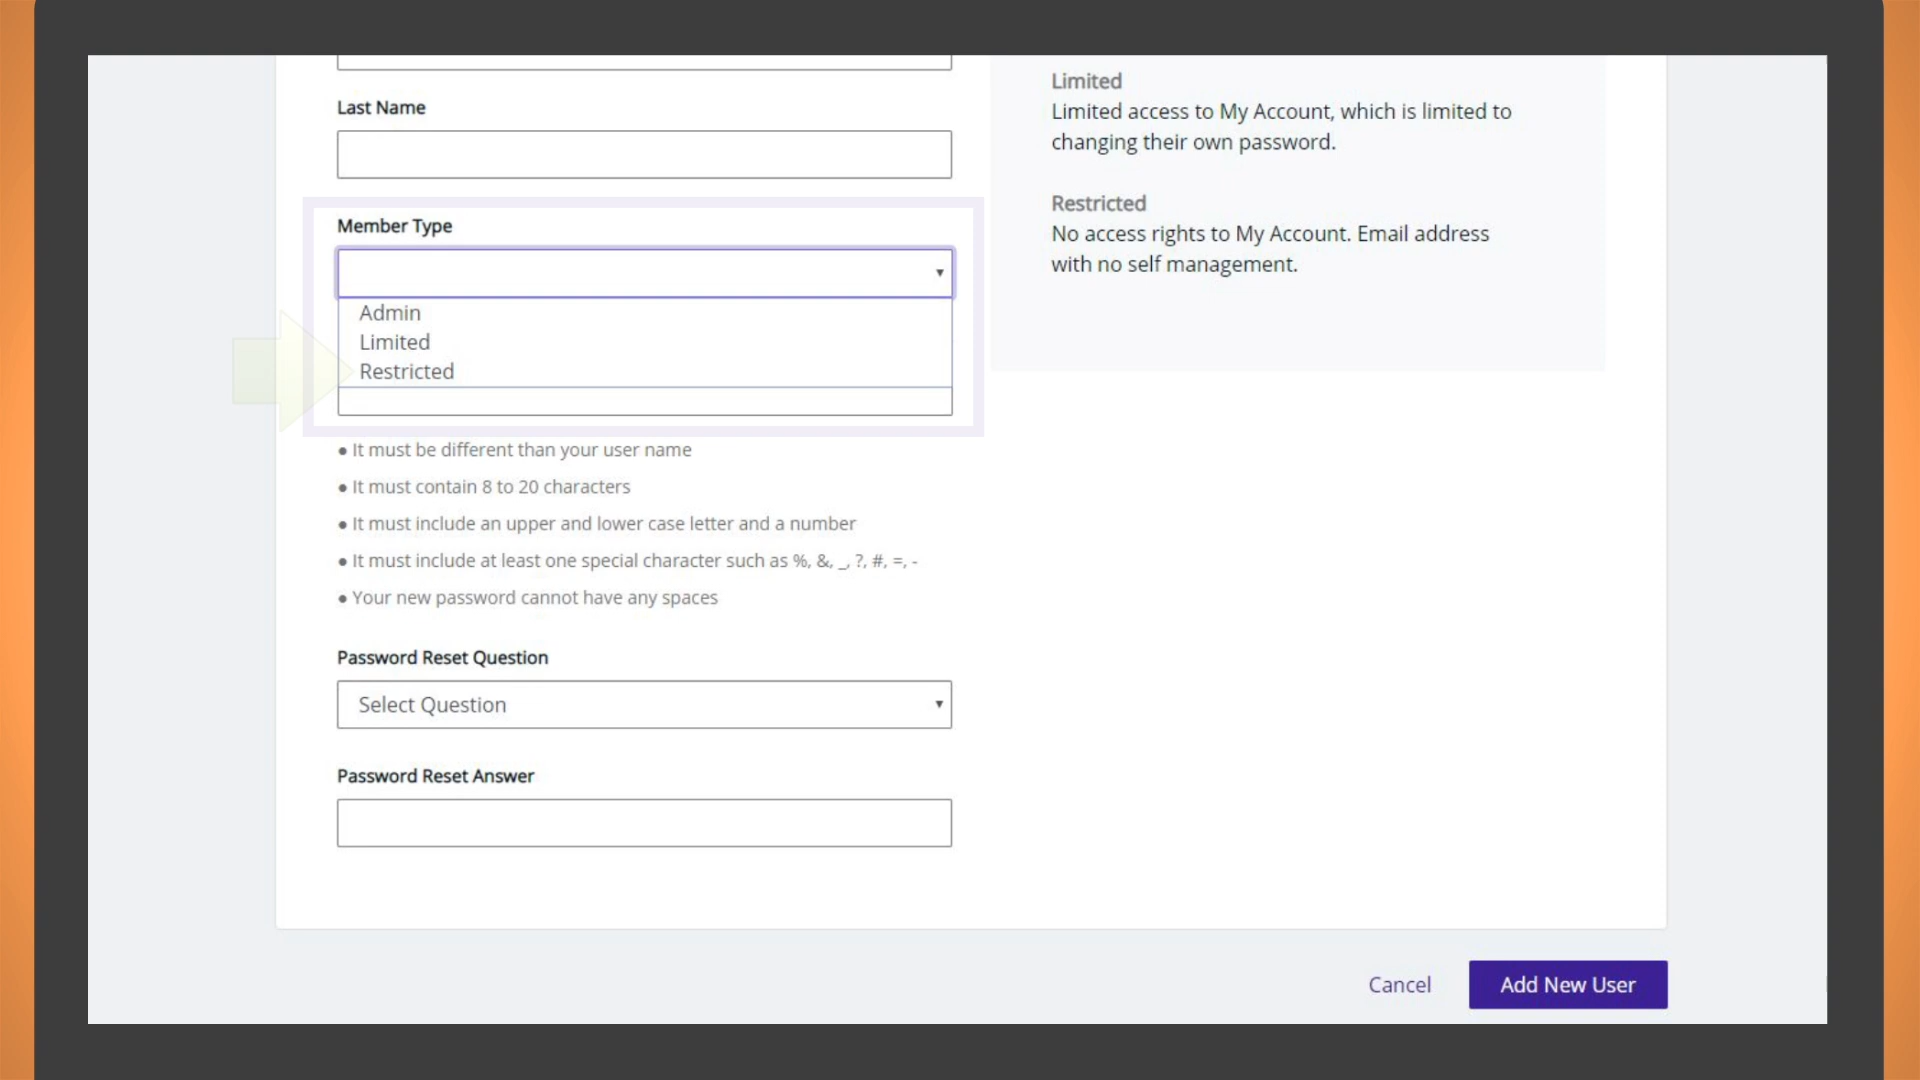 Last Name
Member Type
Admin
Limited
Restricted
● It must be different than your user name
● It must contain 8 to 20 characters
● It must include an upper and lower case letter and a number
● It must include at least one special character such as %, &, _, ?, #, =, -
● Your new password cannot have any spaces
Password Reset Question
Select Question
Password Reset Answer
Limited
Limited access to My Account, which is limited to
changing their own password.
Restricted
No access rights to My Account. Email address
with no self management.
Cancel
Add New User